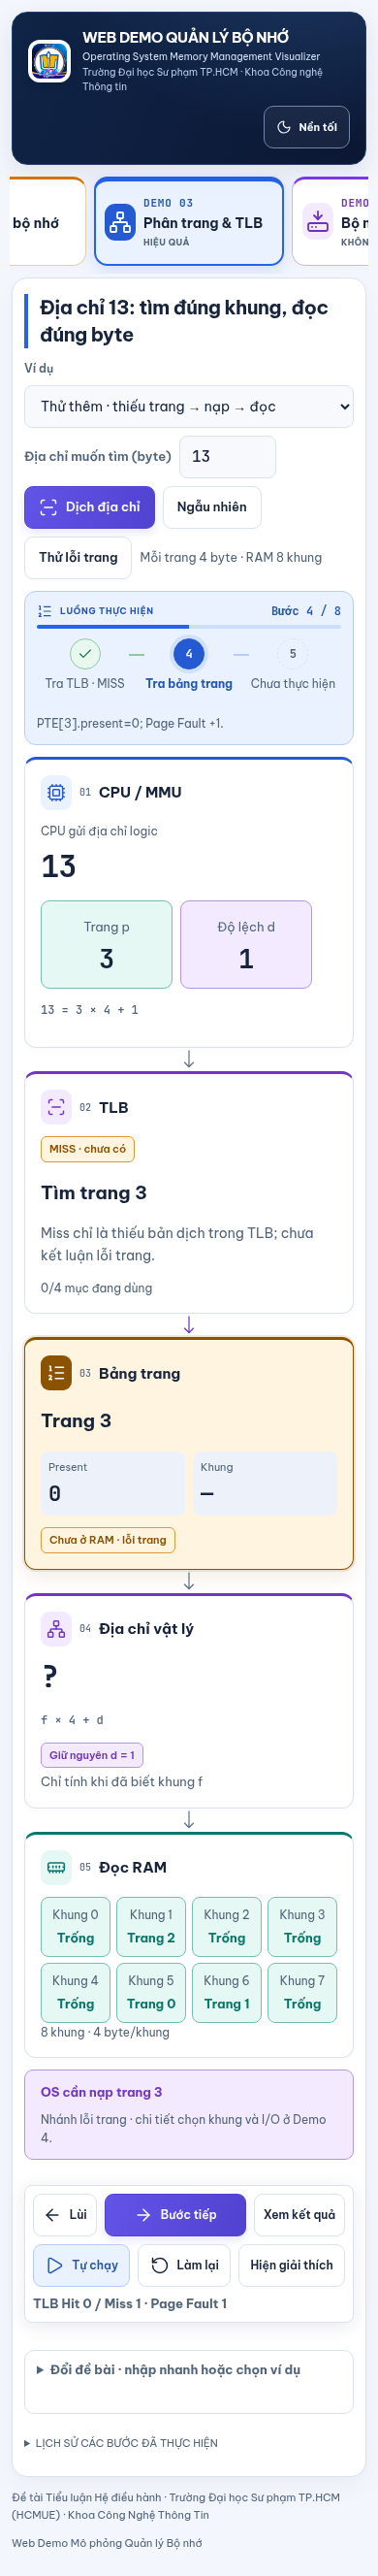 WEB DEMO QUẢN LÝ BỘ NHỚ
Operating System Memory Management Visualizer
Trường Đại học Sư phạm TP.HCM · Khoa Công nghệ
Thông tin
Nền tối
bộ nhớ
DEMO 03
Phân trang & TLB
HIỆU QUẢ
DEMO
Bộ n
KHÔN
Địa chỉ 13: tìm đúng khung, đọc
đúng byte
Ví dụ
Thử thêm · thiếu trang → nạp → đọc
Địa chỉ muốn tìm (byte)
13
Dịch địa chỉ
Ngẫu nhiên
Thử lỗi trang
Mỗi trang 4 byte · RAM 8 khung
LUỒNG THỰC HIỆN
Bước 4 / 8
4
5
Tra TLB · MISS
Tra bảng trang
Chưa thực hiện
PTE[3].present=0; Page Fault +1.
01 CPU / MMU
CPU gửi địa chỉ logic
13
Trang p
3
Độ lệch d
1
13 = 3 × 4 + 1
02 TLB
MISS · chưa có
Tìm trang 3
Miss chỉ là thiếu bản dịch trong TLB; chưa
kết luận lỗi trang.
0/4 mục đang dùng
03 Bảng trang
Trang 3
Present
0
Khung
—
Chưa ở RAM · lỗi trang
04 Địa chỉ vật lý
?
f × 4 + d
Giữ nguyên d = 1
Chỉ tính khi đã biết khung f
05 Đọc RAM
Khung 0
Trống
Khung 1
Trang 2
Khung 2
Trống
Khung 3
Trống
Khung 4
Trống
Khung 5
Trang 0
Khung 6
Trang 1
Khung 7
Trống
8 khung · 4 byte/khung
OS cần nạp trang 3
Nhánh lỗi trang · chi tiết chọn khung và I/O ở Demo
4.
Lùi
Bước tiếp
Xem kết quả
Tự chạy
Làm lại
Hiện giải thích
TLB Hit 0 / Miss 1 · Page Fault 1
Đổi đề bài · nhập nhanh hoặc chọn ví dụ
LỊCH SỬ CÁC BƯỚC ĐÃ THỰC HIỆN
Đề tài Tiểu luận Hệ điều hành · Trường Đại học Sư phạm TP.HCM
(HCMUE) · Khoa Công Nghệ Thông Tin
Web Demo Mô phỏng Quản lý Bộ nhớ